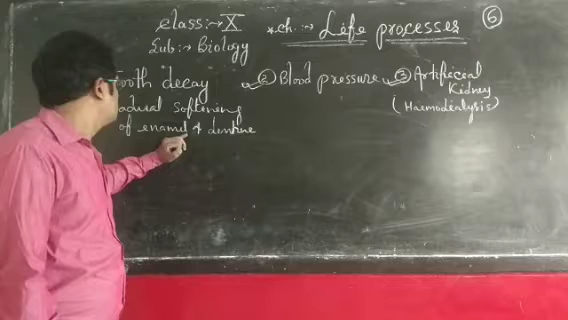 Class:→ X
Sub:→ Biology
*ch. :→ Life processes
6
ooth decay
adual Softening
of enamel & dentine
② Blood pressure
③ Artificial
Kidney
(Haemodialysis)